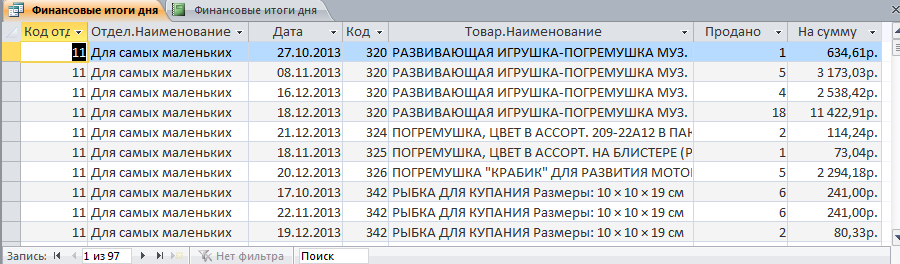 Финансовые итоги дня Финансовые итоги дня
Код отд Отдел.Наименование Дата Код Товар.Наименование Продано На сумму
11 Для самых маленьких 27.10.2013 320 РАЗВИВАЮЩАЯ ИГРУШКА-ПОГРЕМУШКА МУЗ. 1 634,61р.
11 Для самых маленьких 08.11.2013 320 РАЗВИВАЮЩАЯ ИГРУШКА-ПОГРЕМУШКА МУЗ. 5 3 173,03р.
11 Для самых маленьких 16.12.2013 320 РАЗВИВАЮЩАЯ ИГРУШКА-ПОГРЕМУШКА МУЗ. 4 2 538,42р.
11 Для самых маленьких 18.12.2013 320 РАЗВИВАЮЩАЯ ИГРУШКА-ПОГРЕМУШКА МУЗ. 18 11 422,91р.
11 Для самых маленьких 21.12.2013 324 ПОГРЕМУШКА, ЦВЕТ В АССОРТ. 209-22А12 В ПАК 2 114,24р.
11 Для самых маленьких 18.11.2013 325 ПОГРЕМУШКА, ЦВЕТ В АССОРТ. НА БЛИСТЕРЕ (Р 1 73,04р.
11 Для самых маленьких 20.12.2013 326 ПОГРЕМУШКА "КРАБИК" ДЛЯ РАЗВИТИЯ МОТОР 5 2 294,18р.
11 Для самых маленьких 17.10.2013 342 РЫБКА ДЛЯ КУПАНИЯ Размеры: 10 × 10 × 19 см 6 241,00р.
11 Для самых маленьких 22.11.2013 342 РЫБКА ДЛЯ КУПАНИЯ Размеры: 10 × 10 × 19 см 6 241,00р.
11 Для самых маленьких 19.12.2013 342 РЫБКА ДЛЯ КУПАНИЯ Размеры: 10 × 10 × 19 см 2 80,33р.
Запись: 1 из 97 Нет фильтра Поиск